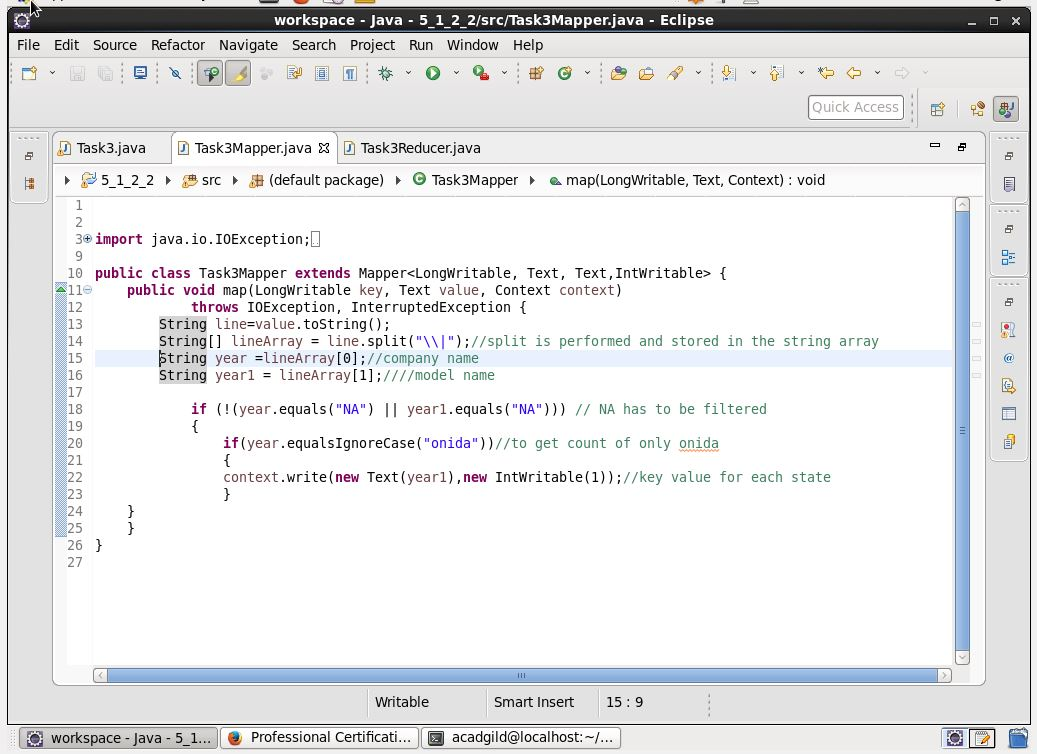 workspace - Java - 5_1_2_2/src/Task3Mapper.java - Eclipse
File Edit Source Refactor Navigate Search Project Run Window Help
Quick Access
Task3.java Task3Mapper.java Task3Reducer.java
5_1_2_2 src (default package) Task3Mapper map(LongWritable, Text, Context) : void
1
2
3 import java.io.IOException;
9
10 public class Task3Mapper extends Mapper<LongWritable, Text, Text,IntWritable> {
11 public void map(LongWritable key, Text value, Context context)
12 throws IOException, InterruptedException {
13 String line=value.toString();
14 String[] lineArray = line.split("\\|");//split is performed and stored in the string array
15 String year =lineArray[0];//company name
16 String year1 = lineArray[1];////model name
17
18 if (!(year.equals("NA") || year1.equals("NA"))) // NA has to be filtered
19 {
20 if(year.equalsIgnoreCase("onida"))//to get count of only onida
21 {
22 context.write(new Text(year1),new IntWritable(1));//key value for each state
23 }
24 }
25 }
26 }
27
Writable Smart Insert 15 : 9
workspace - Java - 5_1... Professional Certificati... acadgild@localhost:~/...